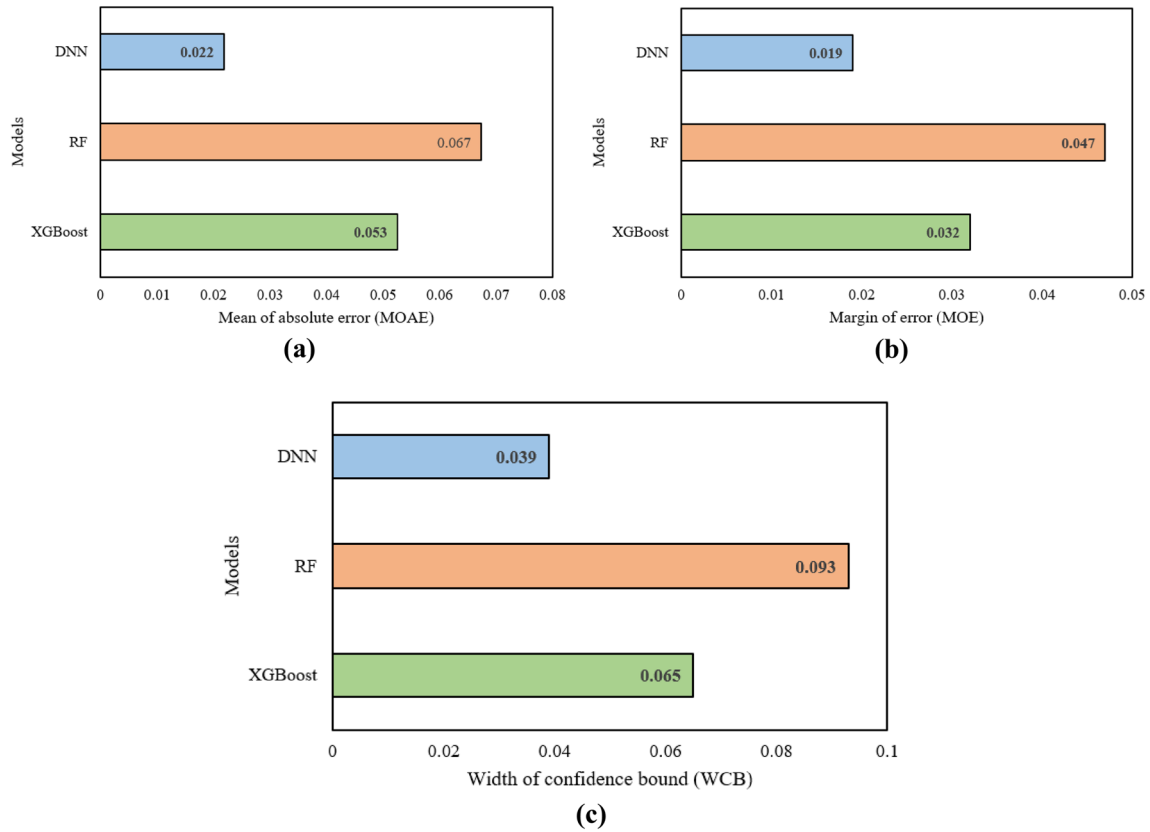 DNN
0.022
RF
0.067
XGBoost
0.053
Models
0 0.01 0.02 0.03 0.04 0.05 0.06 0.07 0.08
Mean of absolute error (MOAE)
(a)
DNN
0.019
RF
0.047
XGBoost
0.032
Models
0 0.01 0.02 0.03 0.04 0.05
Margin of error (MOE)
(b)
DNN
0.039
RF
0.093
XGBoost
0.065
Models
0 0.02 0.04 0.06 0.08 0.1
Width of confidence bound (WCB)
(c)